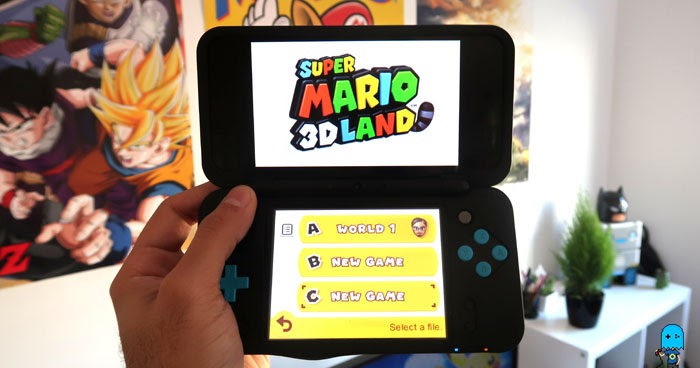 SUPER
MARIO
3D LAND
A WORLD 1
B NEW GAME
C NEW GAME
Select a file.
Z